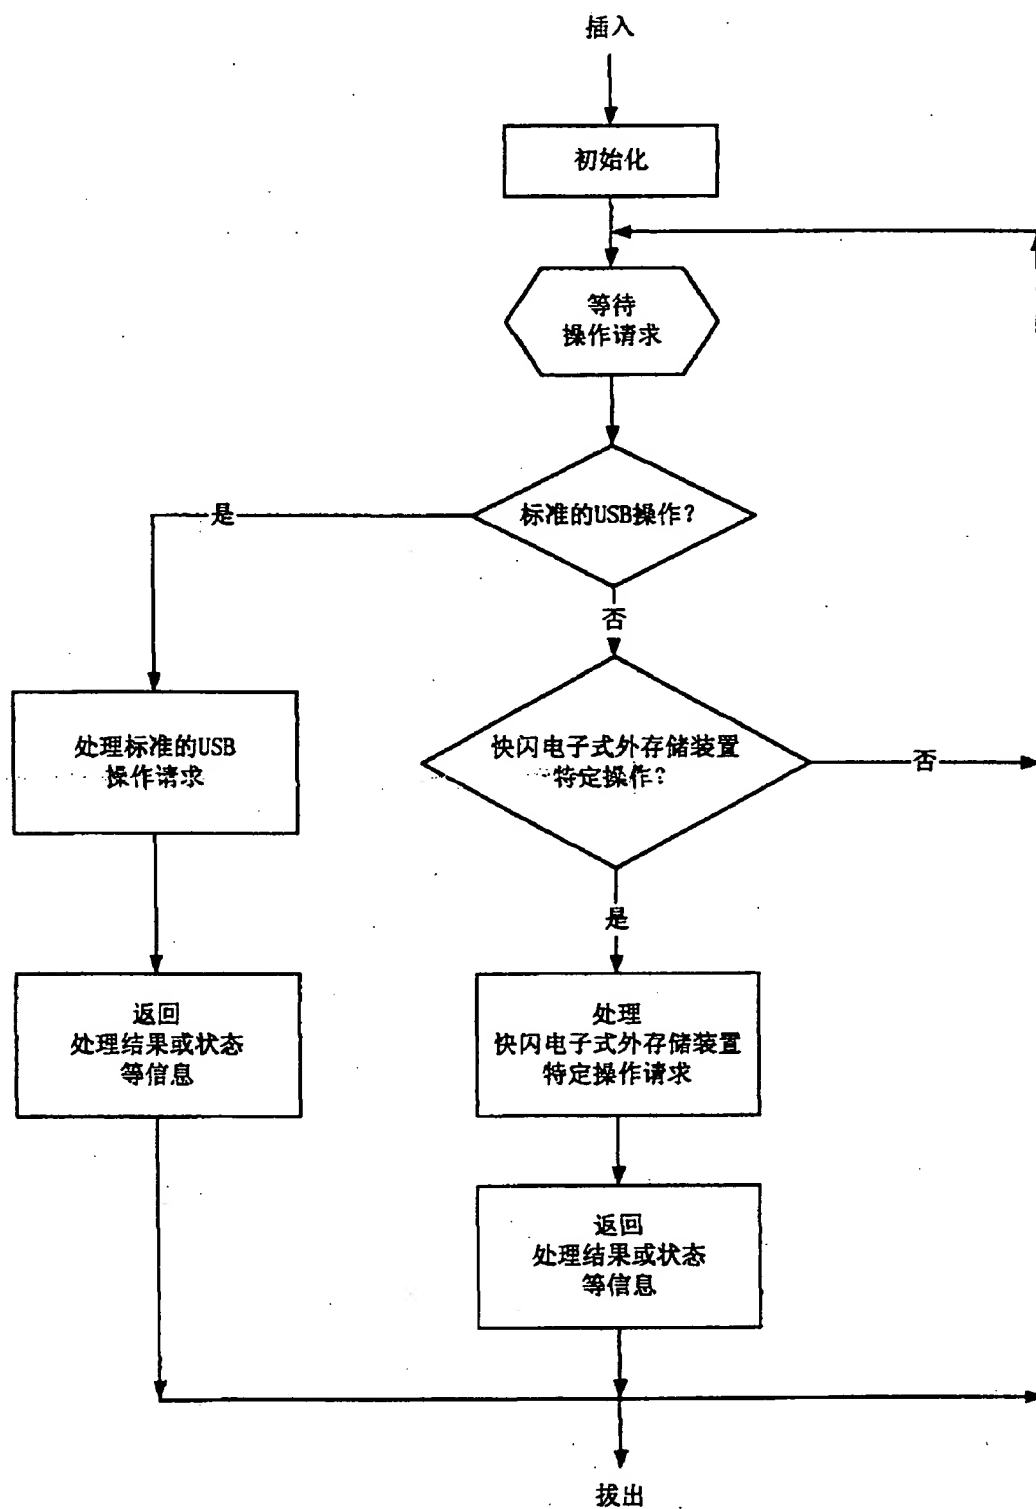 插入
初始化
等待
操作请求
标准的USB操作？
是
否
处理标准的USB
操作请求
快闪电子式外存储装置
特定操作？
否
是
返回
处理结果或状态
等信息
处理
快闪电子式外存储装置
特定操作请求
返回
处理结果或状态
等信息
拔出